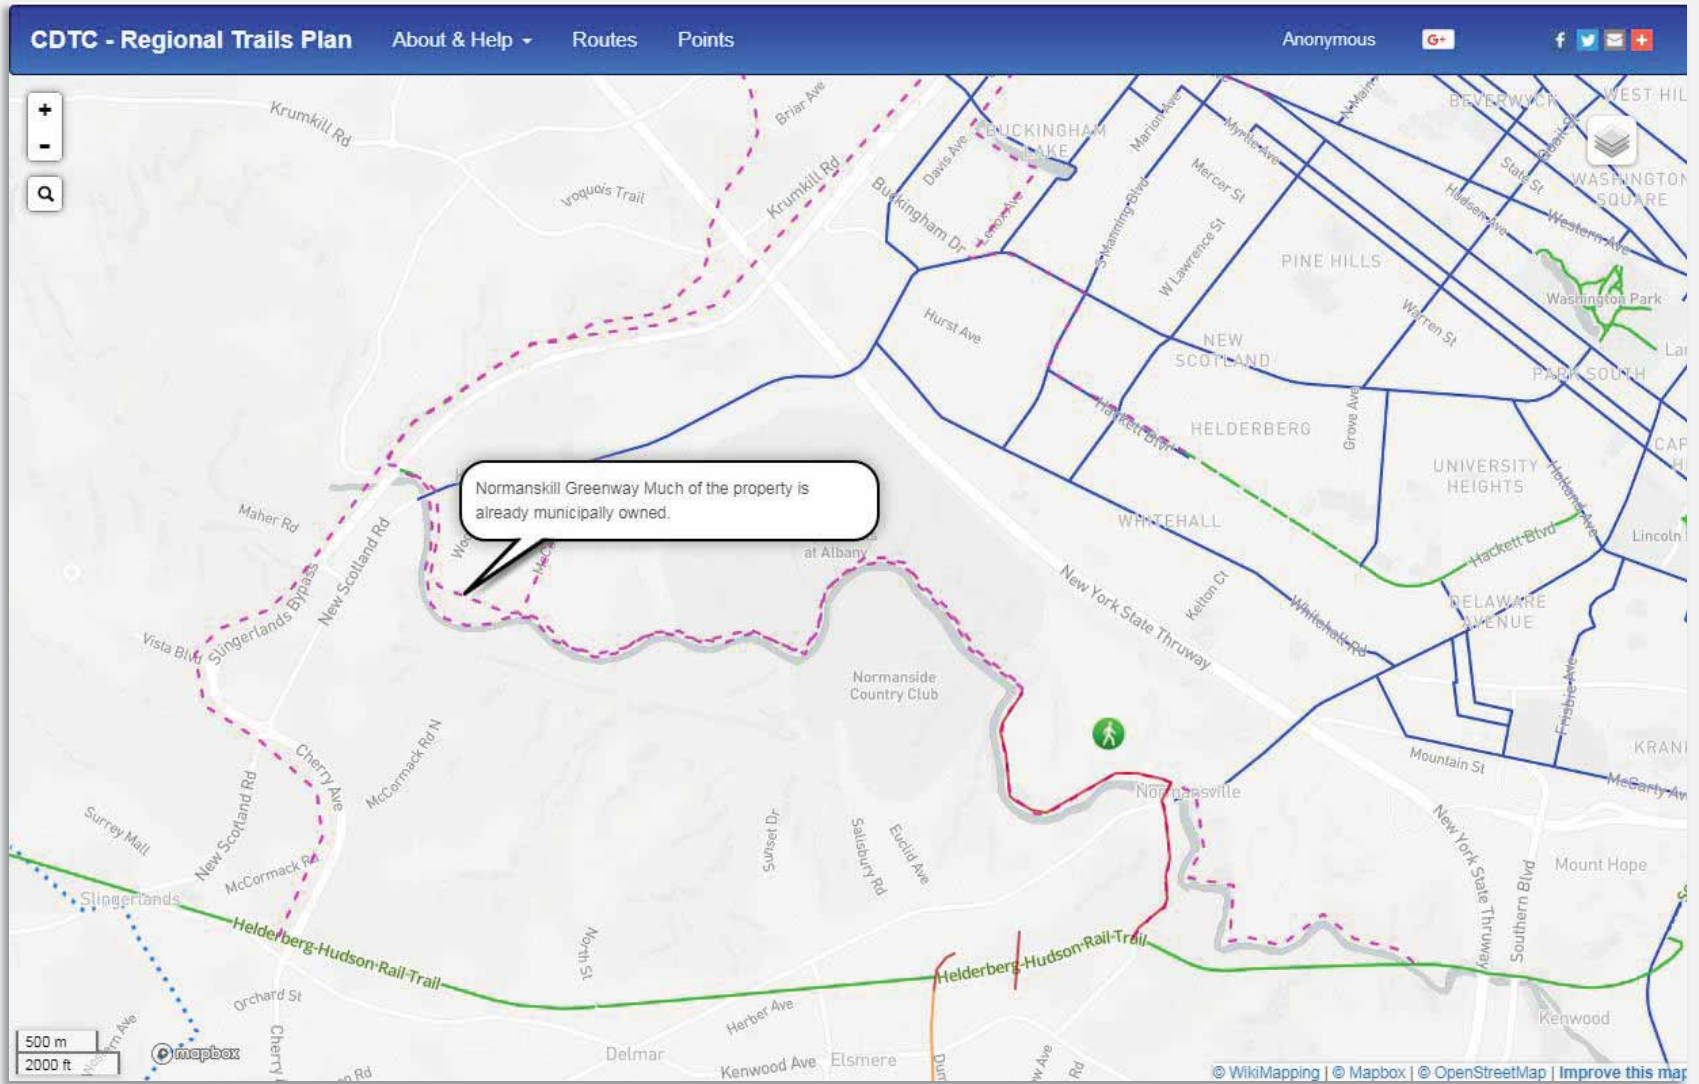 CDTC - Regional Trails Plan
About & Help
Routes
Points
Anonymous
G+
f
+
-
Krumkill Rd
Briar Ave
Iroquois Trail
Krumkill Rd
BUCKINGHAM
LAKE
Davis Ave
Buckingham Dr
Lenox Ave
Marion Ave
Myrtle Ave
Mercer St
S Manning Blvd
W Lawrence St
N Main
BEVERWYCK
WEST HIL
Quail St
State St
WASHINGTON
SQUARE
Hudson Ave
Western Ave
PINE HILLS
Washington Park
Hurst Ave
Warren St
NEW
SCOTLAND
PARK SOUTH
Hackett Blvd
HELDERBERG
Grove Ave
UNIVERSITY
HEIGHTS
Holland Ave
WHITEHALL
Hackett Blvd
Lincoln
Normanskill Greenway Much of the property is
already municipally owned.
at Albany
Maher Rd
New Scotland Rd
Slingerlands Bypass
Vista Blvd
New York State Thruway
Kelton Ct
Whitehall Rd
DELAWARE
AVENUE
Frisbie Ave
Normanside
Country Club
McCormack Rd N
Cherry Ave
New Scotland Rd
Surrey Mall
McCormack Rd
Slingerlands
Sunset Dr
Salisbury Rd
Euclid Ave
Normansville
Mountain St
McCarty Av
New York State Thruway
Southern Blvd
Mount Hope
Helderberg-Hudson-Rail-Trail
North St
Helderberg-Hudson-Rail-Trail
Orchard St
Herber Ave
Kenwood
Delmar
Kenwood Ave
Elsmere
500 m
2000 ft
mapbox
© WikiMapping | © Mapbox | © OpenStreetMap | Improve this map